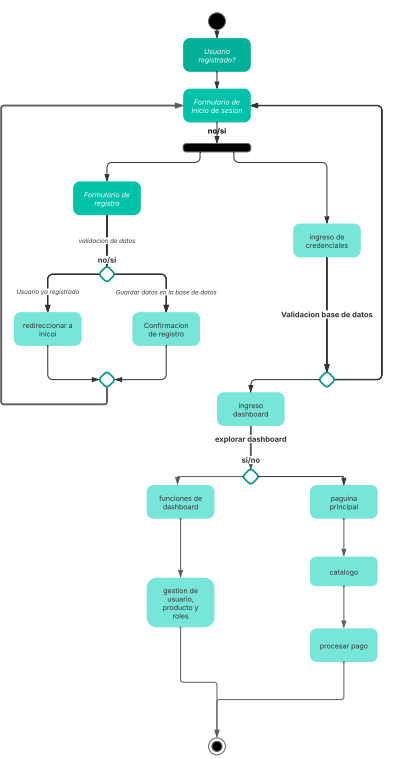 Usuario
registrado?
Formulario de
inicio de sesion
no/si
Formulario de
registro
ingreso de
credenciales
validacion de datos
no/si
Usuario ya registrado
Guardar datos en la base de datos
redireccionar a
inicoi
Confirmacion
de registro
Validacion base de datos
ingreso
dashboard
explorar dashboard
si/no
funciones de
dashboard
paguina
principal
catalogo
gestion de
usuario,
producto y
roles
procesar pago